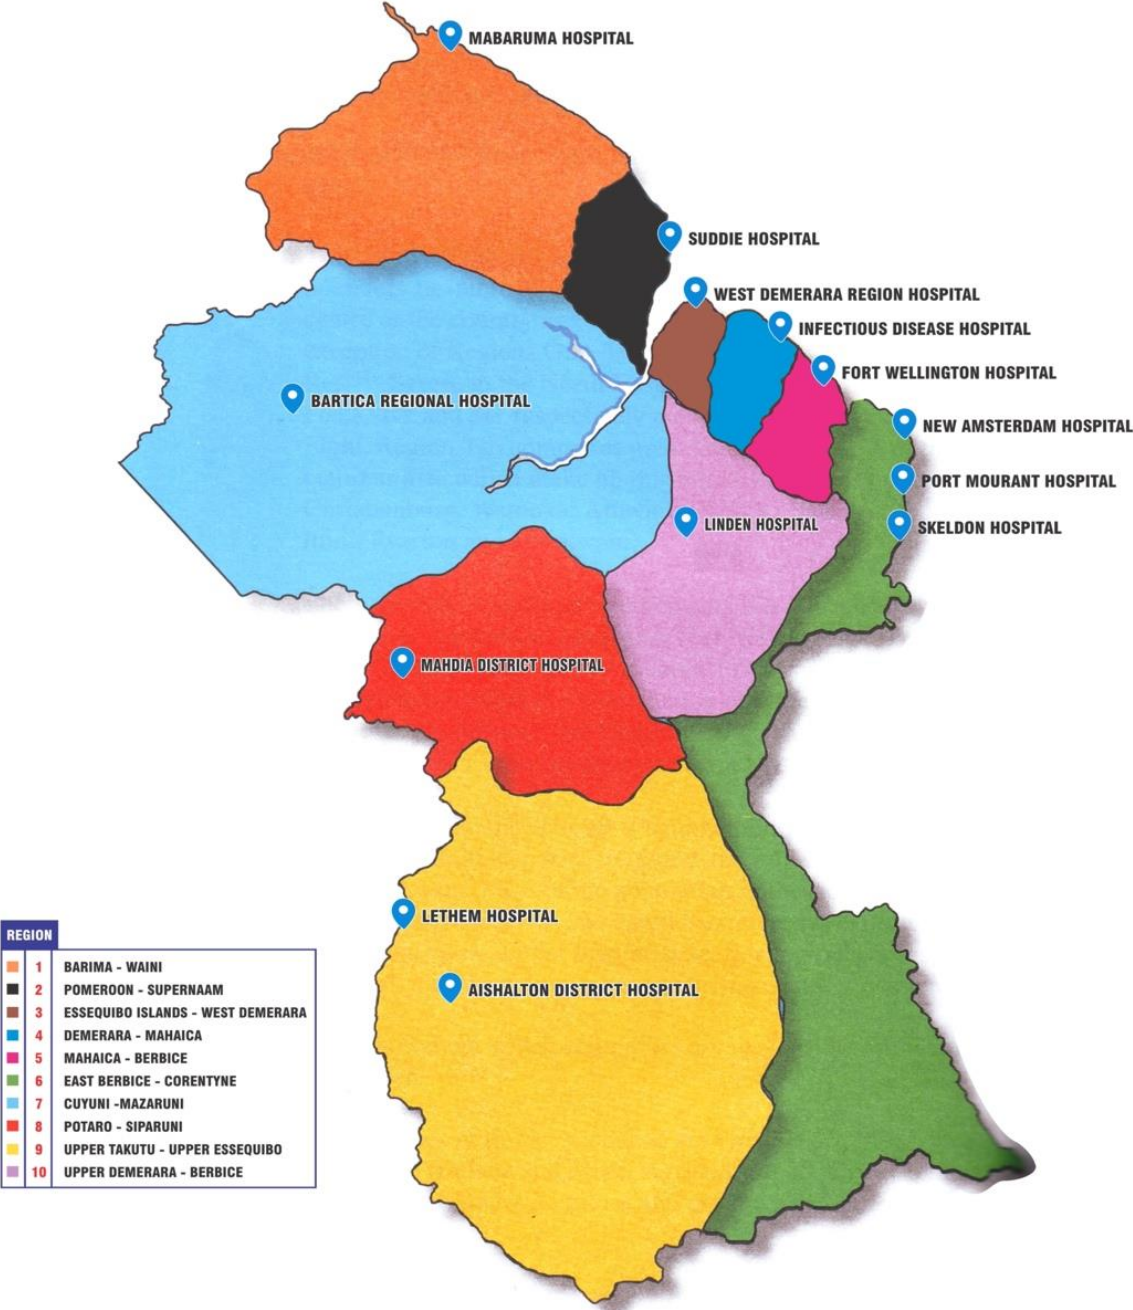 MABARUMA HOSPITAL
SUDDIE HOSPITAL
WEST DEMERARA REGION HOSPITAL
INFECTIOUS DISEASE HOSPITAL
FORT WELLINGTON HOSPITAL
BARTICA REGIONAL HOSPITAL
NEW AMSTERDAM HOSPITAL
PORT MOURANT HOSPITAL
LINDEN HOSPITAL
SKELDON HOSPITAL
MAHDIA DISTRICT HOSPITAL
LETHEM HOSPITAL
AISHALTON DISTRICT HOSPITAL
REGION
1 BARIMA - WAINI
2 POMEROON - SUPERNAAM
3 ESSEQUIBO ISLANDS - WEST DEMERARA
4 DEMERARA - MAHAICA
5 MAHAICA - BERBICE
6 EAST BERBICE - CORENTYNE
7 CUYUNI -MAZARUNI
8 POTARO - SIPARUNI
9 UPPER TAKUTU - UPPER ESSEQUIBO
10 UPPER DEMERARA - BERBICE